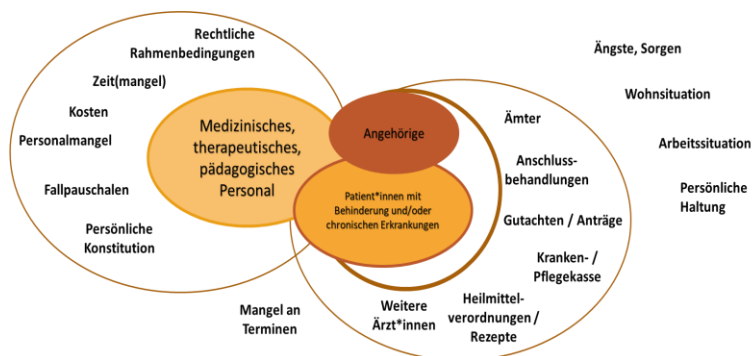 Rechtliche
Rahmenbedingungen
Zeit(mangel)
Kosten
Personalmangel
Fallpauschalen
Persönliche
Konstitution
Medizinisches,
therapeutisches,
pädagogisches
Personal
Angehörige
Patient*innen mit
Behinderung und/oder
chronischen Erkrankungen
Ämter
Anschluss-
behandlungen
Gutachten / Anträge
Kranken- /
Pflegekasse
Heilmittel-
verordnungen /
Rezepte
Weitere
Ärzt*innen
Mangel an
Terminen
Ängste, Sorgen
Wohnsituation
Arbeitssituation
Persönliche
Haltung